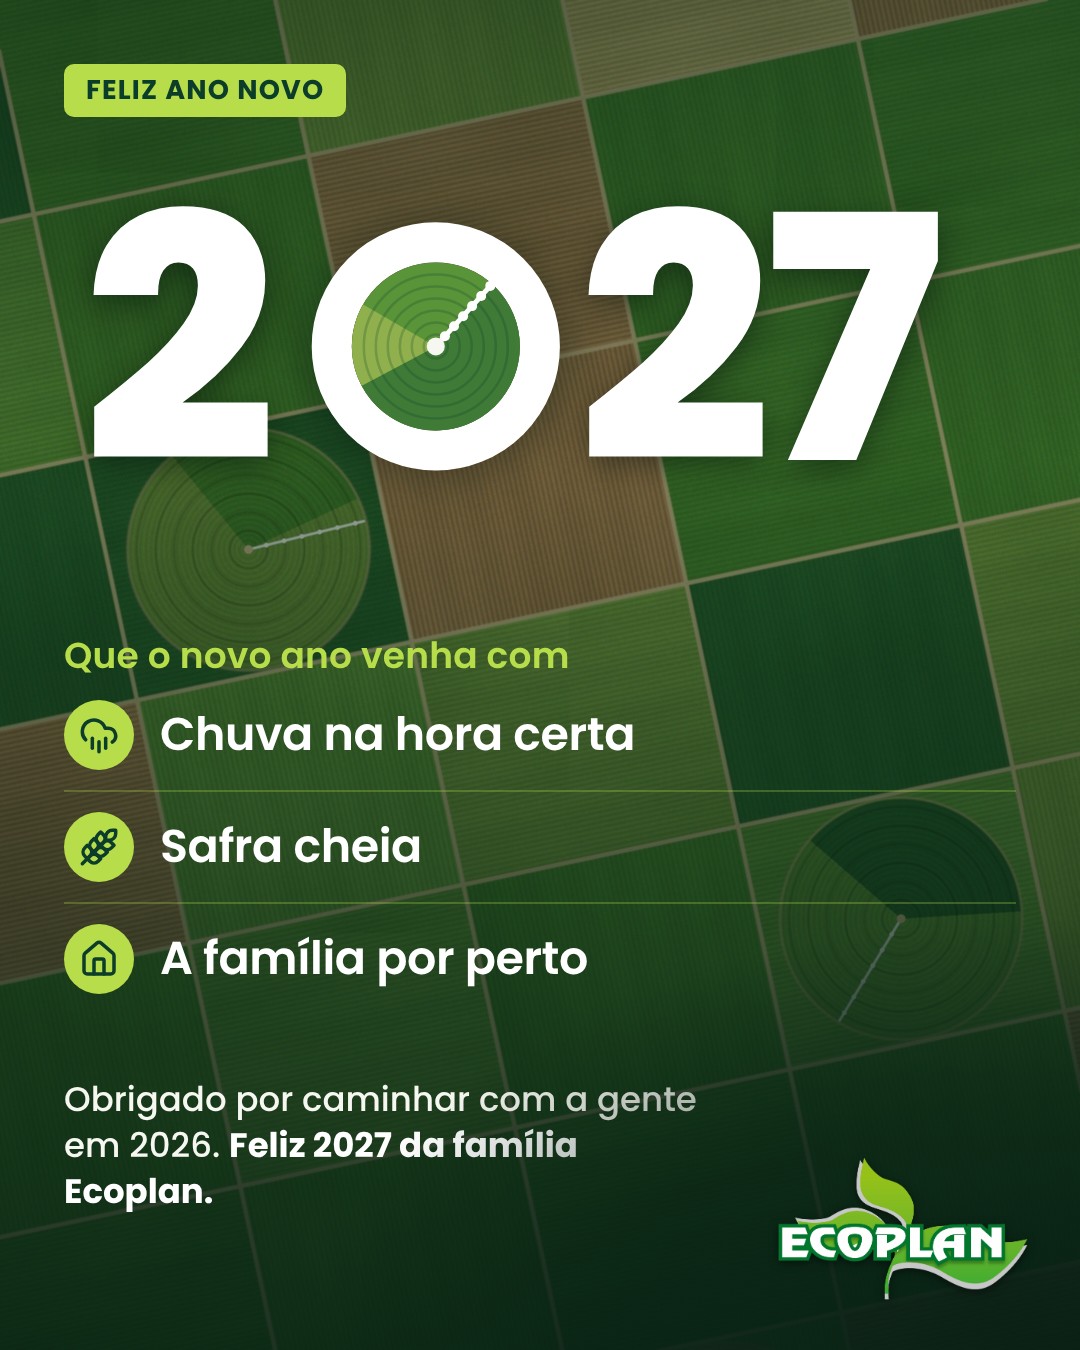 FELIZ ANO NOVO
2027
Que o novo ano venha com
Chuva na hora certa
Safra cheia
A família por perto
Obrigado por caminhar com a gente
em 2026. Feliz 2027 da família
Ecoplan.
ECOPLAN